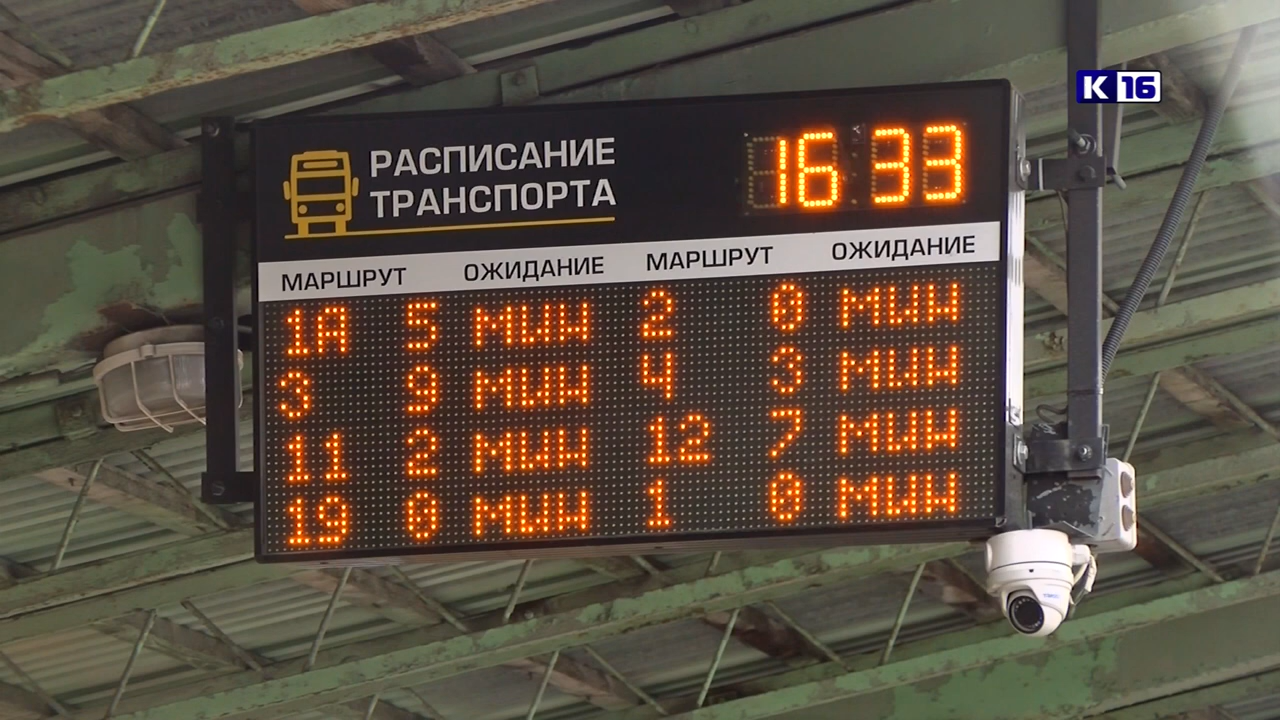 К 16
РАСПИСАНИЕ
ТРАНСПОРТА
16 33
МАРШРУТ ОЖИДАНИЕ МАРШРУТ ОЖИДАНИЕ
1А 5 МИН 2 0 МИН
3 9 МИН 4 3 МИН
11 2 МИН 12 7 МИН
19 0 МИН 1 0 МИН